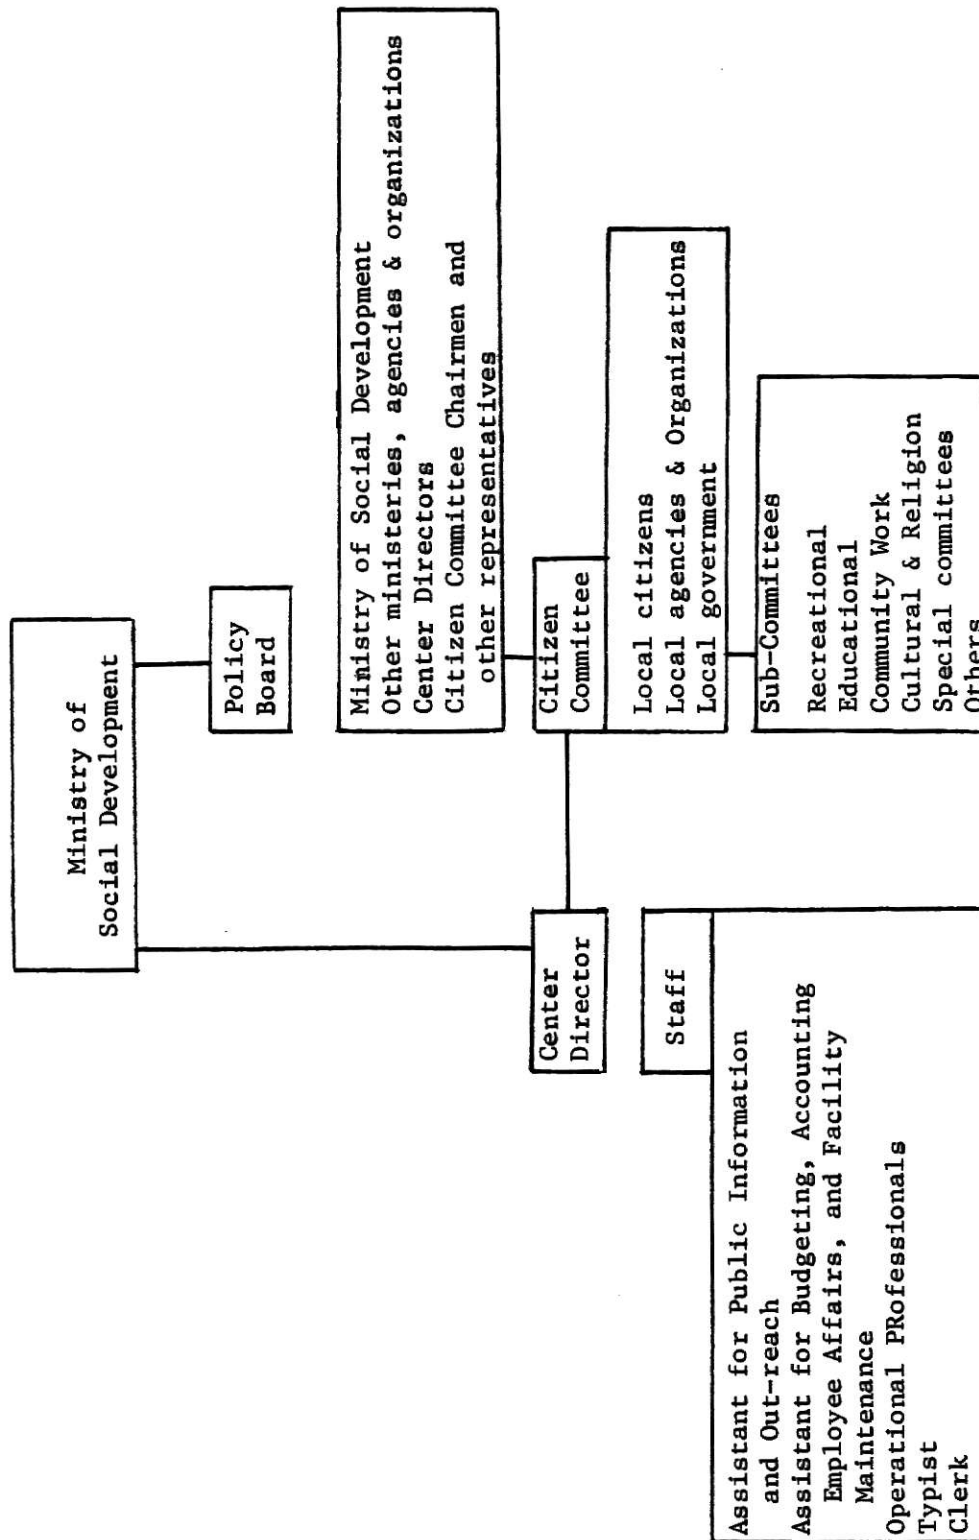 Ministry of
Social Development
Policy
Board
Ministry of Social Development
Other ministeries, agencies & organizations
Center Directors
Citizen Committee Chairmen and
other representatives
Center
Director
Citizen
Committee
Local citizens
Local agencies & Organizations
Local government
Staff
Assistant for Public Information
and Out-reach
Assistant for Budgeting, Accounting
Employee Affairs, and Facility
Maintenance
Operational PRofessionals
Typist
Clerk
Sub-Committees
Recreational
Educational
Community Work
Cultural & Religion
Special committees
Others